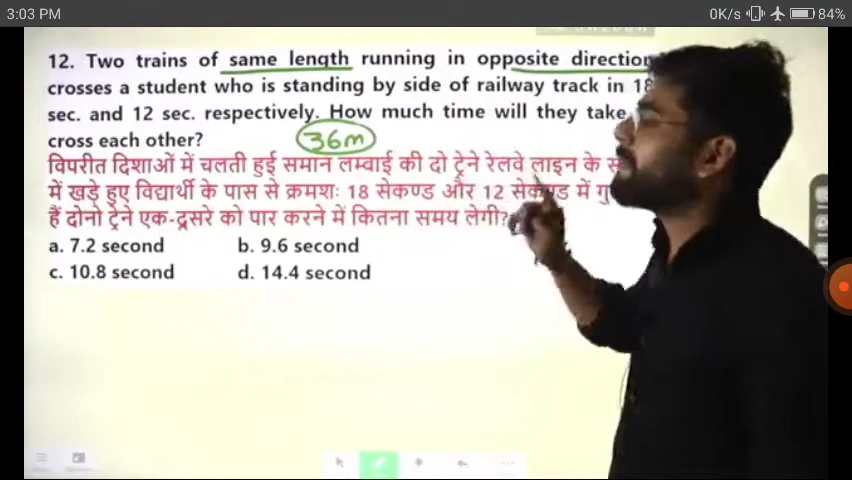 3:03 PM
0K/s 84%
12. Two trains of same length running in opposite direction
crosses a student who is standing by side of railway track in 18
sec. and 12 sec. respectively. How much time will they take
cross each other?
36m
विपरीत दिशाओं में चलती हुई समान लम्वाई की दो ट्रेने रेलवे लाइन के
में खड़े हुए विद्यार्थी के पास से क्रमशः 18 सेकण्ड और 12 सेकण्ड में
हैं दोनो ट्रेने एक-दूसरे को पार करने में कितना समय लेगी?
a. 7.2 second b. 9.6 second
c. 10.8 second d. 14.4 second